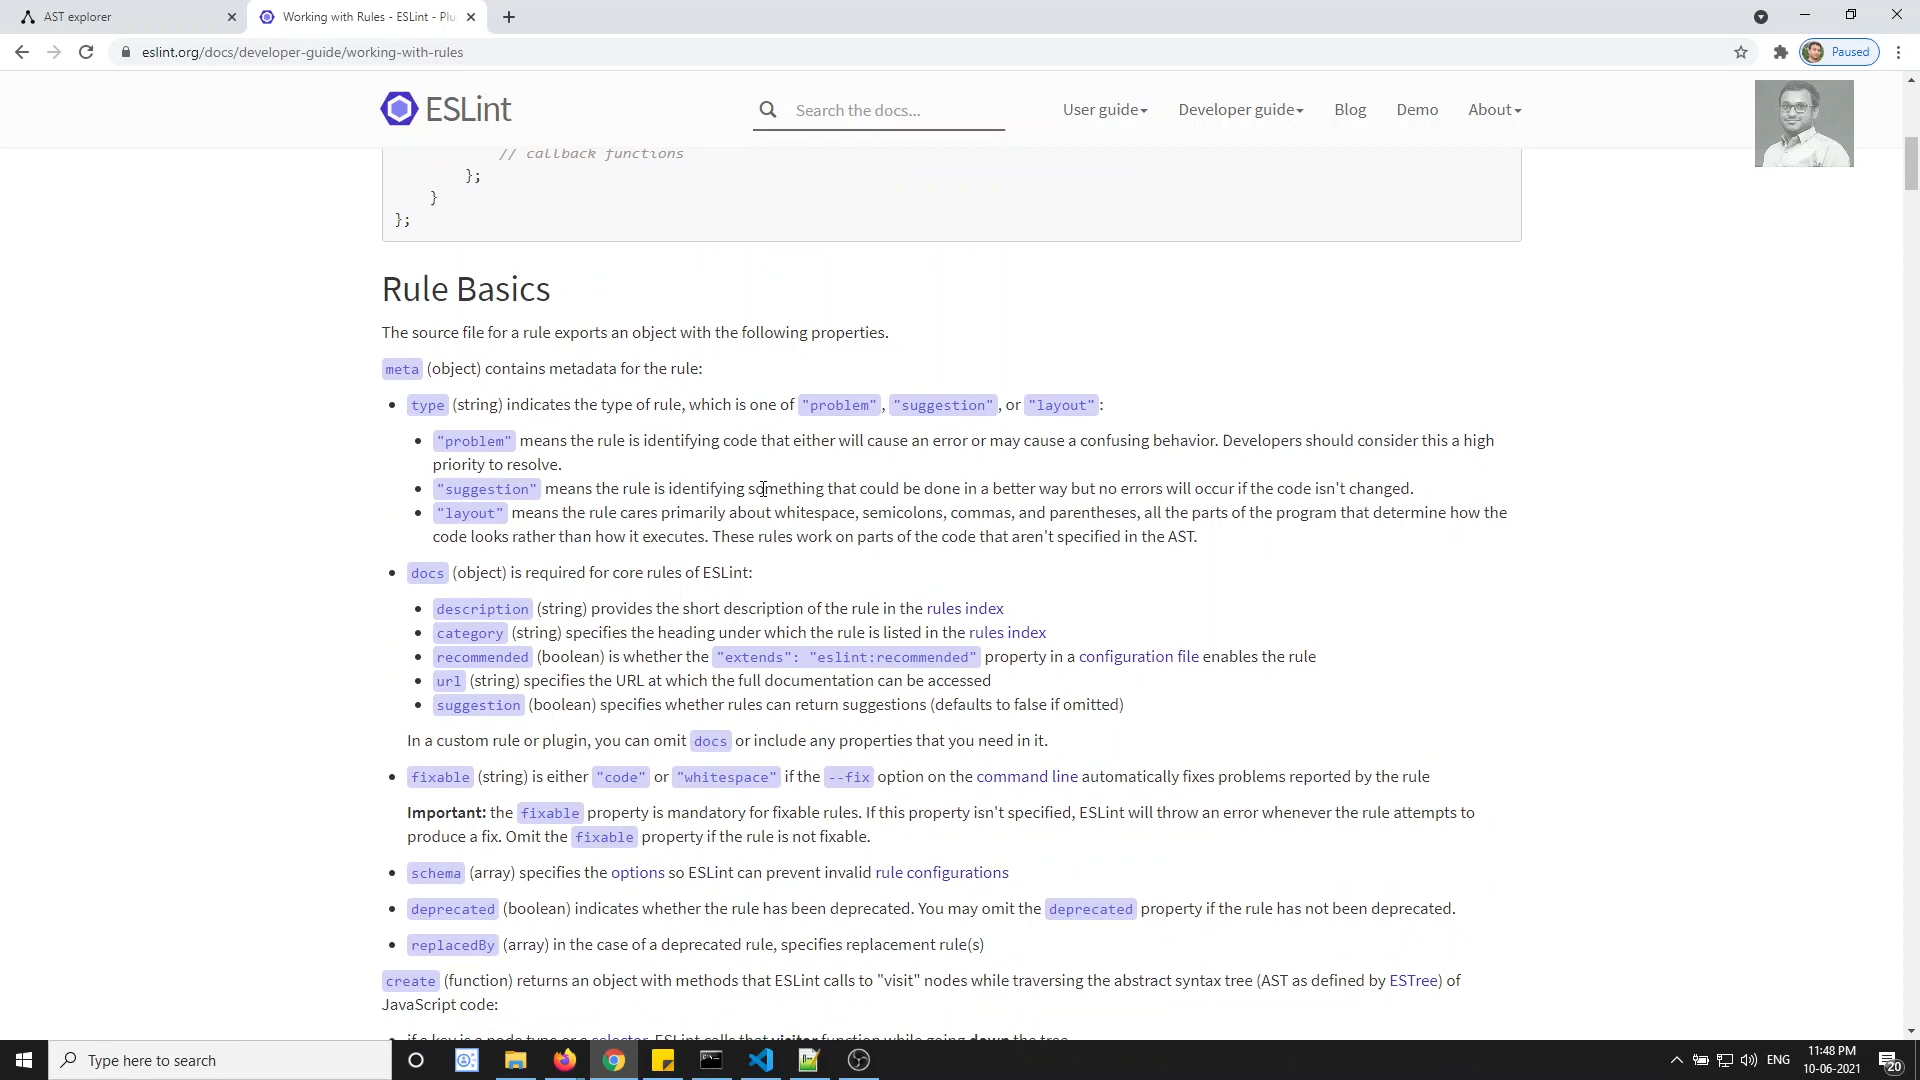 AST explorer
Working with Rules - ESLint - Plu
eslint.org/docs/developer-guide/working-with-rules
Paused
ESLint
Search the docs...
User guide
Developer guide
Blog
Demo
About
// callback functions
};
}
};
Rule Basics
The source file for a rule exports an object with the following properties.
meta (object) contains metadata for the rule:
• type (string) indicates the type of rule, which is one of "problem", "suggestion", or "layout":
• "problem" means the rule is identifying code that either will cause an error or may cause a confusing behavior. Developers should consider this a high
priority to resolve.
• "suggestion" means the rule is identifying something that could be done in a better way but no errors will occur if the code isn't changed.
• "layout" means the rule cares primarily about whitespace, semicolons, commas, and parentheses, all the parts of the program that determine how the
code looks rather than how it executes. These rules work on parts of the code that aren't specified in the AST.
• docs (object) is required for core rules of ESLint:
• description (string) provides the short description of the rule in the rules index
• category (string) specifies the heading under which the rule is listed in the rules index
• recommended (boolean) is whether the "extends": "eslint:recommended" property in a configuration file enables the rule
• url (string) specifies the URL at which the full documentation can be accessed
• suggestion (boolean) specifies whether rules can return suggestions (defaults to false if omitted)
In a custom rule or plugin, you can omit docs or include any properties that you need in it.
• fixable (string) is either "code" or "whitespace" if the --fix option on the command line automatically fixes problems reported by the rule
Important: the fixable property is mandatory for fixable rules. If this property isn't specified, ESLint will throw an error whenever the rule attempts to
produce a fix. Omit the fixable property if the rule is not fixable.
• schema (array) specifies the options so ESLint can prevent invalid rule configurations
• deprecated (boolean) indicates whether the rule has been deprecated. You may omit the deprecated property if the rule has not been deprecated.
• replacedBy (array) in the case of a deprecated rule, specifies replacement rule(s)
create (function) returns an object with methods that ESLint calls to "visit" nodes while traversing the abstract syntax tree (AST as defined by ESTree) of
JavaScript code:
• if a key is a node type or a selector, ESLint calls that visitor function while going down the tree
Type here to search
ENG
11:48 PM
10-06-2021
20